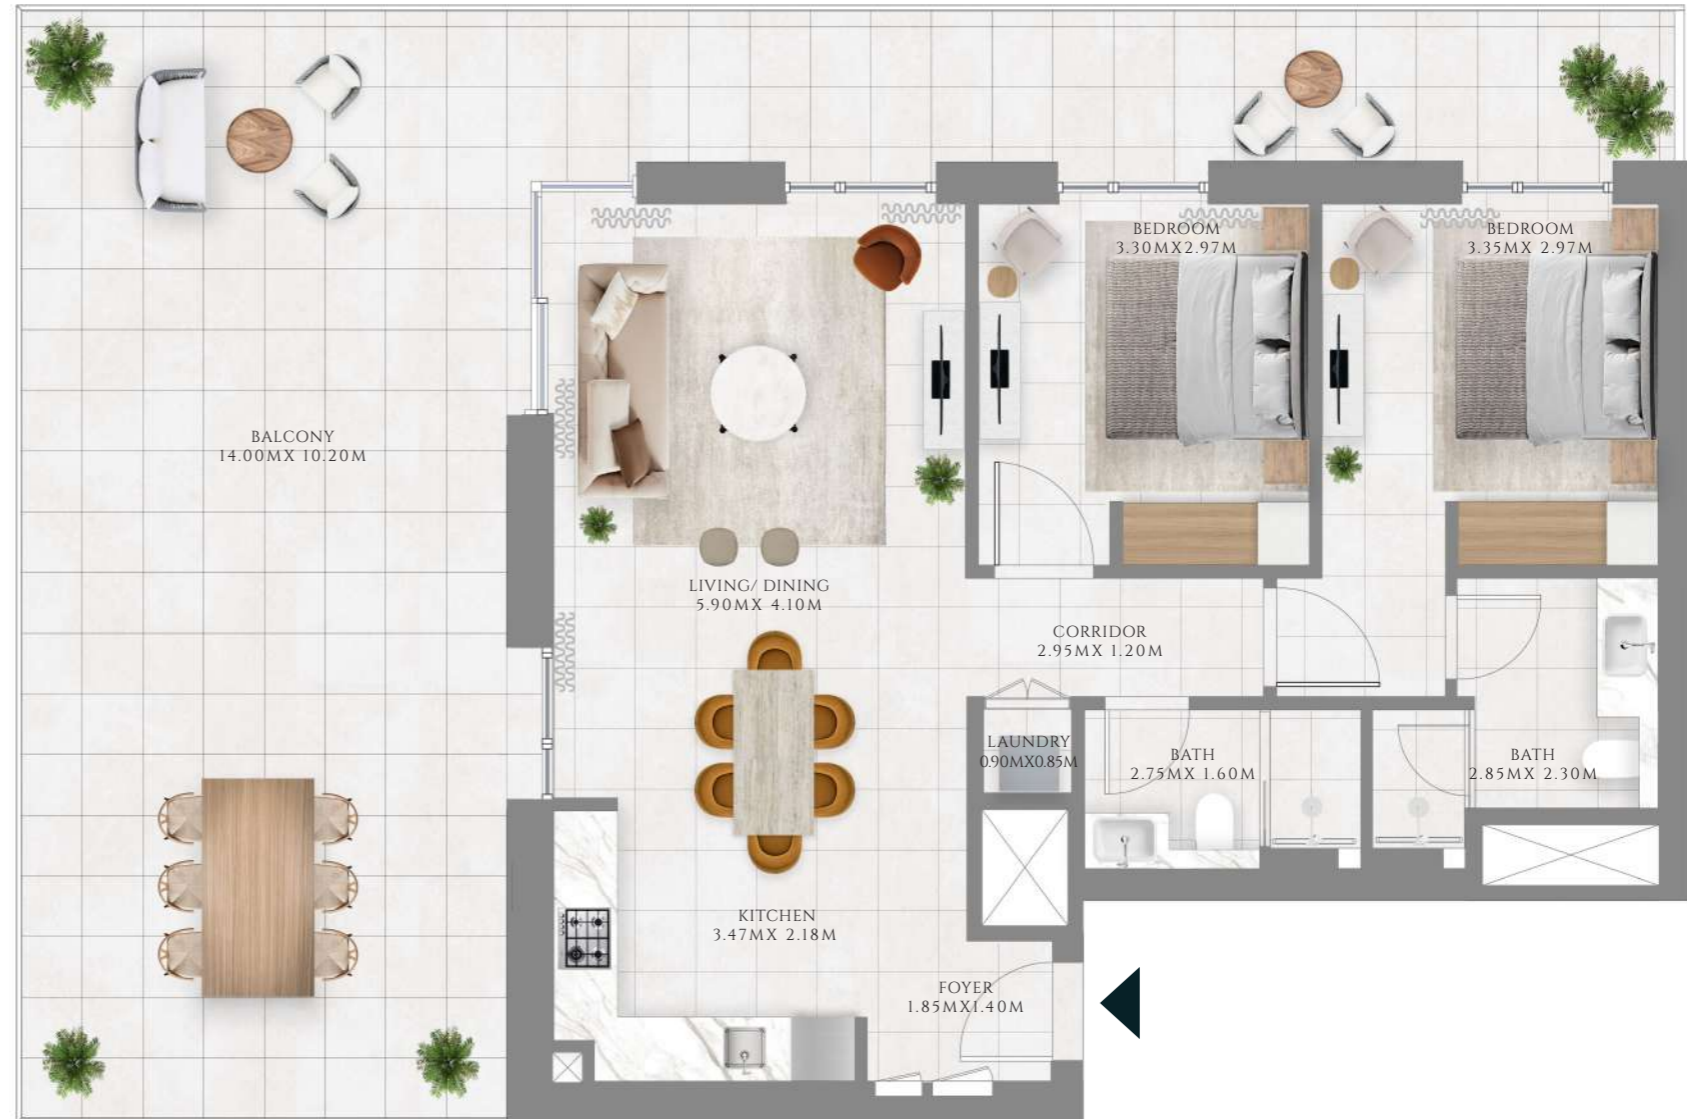 BEDROOM
3.30MX2.97M
BEDROOM
3.35MX 2.97M
BALCONY
14.00MX 10.20M
LIVING/ DINING
5.90MX 4.10M
CORRIDOR
2.95MX 1.20M
LAUNDRY
0.90MX0.85M
BATH
2.75MX 1.60M
BATH
2.85MX 2.30M
KITCHEN
3.47MX 2.18M
FOYER
1.85MX1.40M